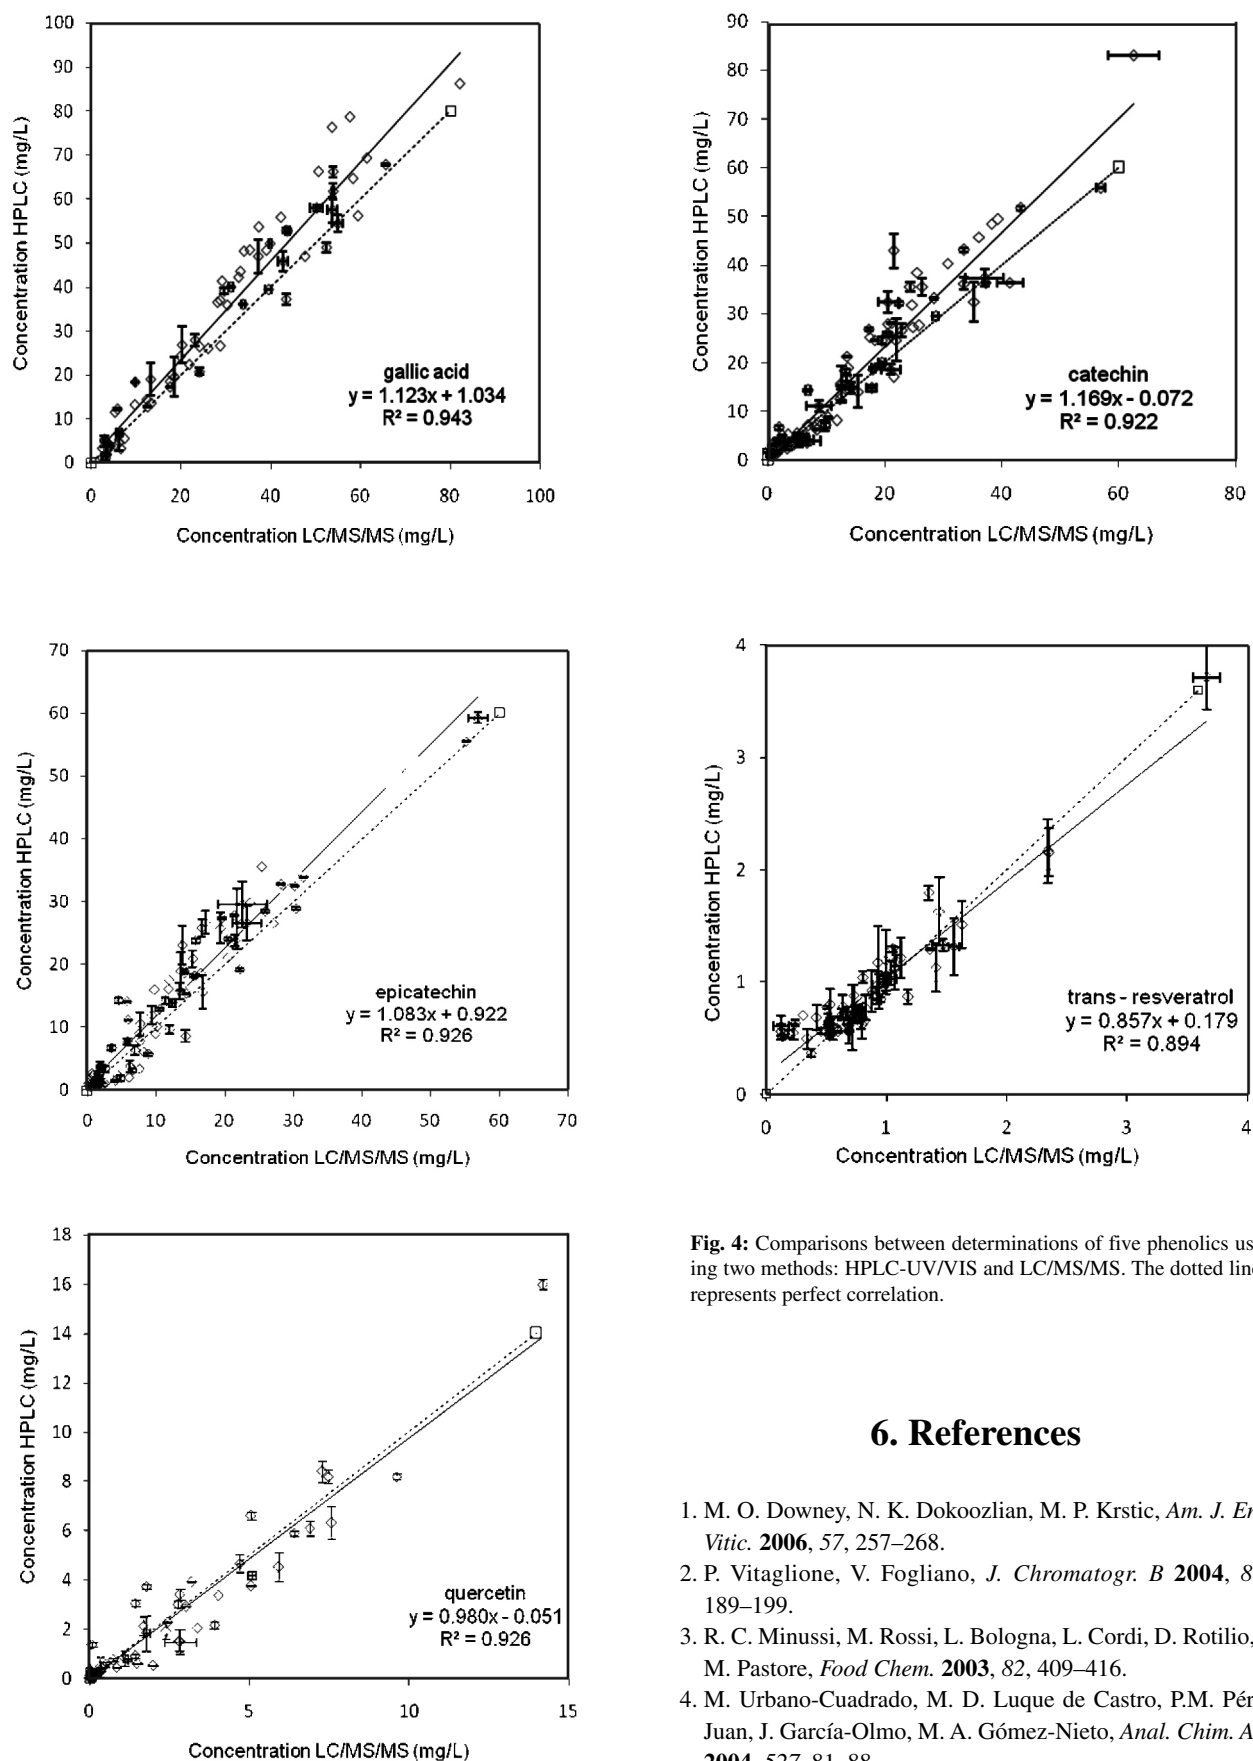 100
90
80
70
60
50
40
30
20
10
0
Concentration HPLC (mg/L)
gallic acid
y = 1.123x + 1.034
R² = 0.943
0 20 40 60 80 100
Concentration LC/MS/MS (mg/L)
90
80
70
60
50
40
30
20
10
0
Concentration HPLC (mg/L)
catechin
y = 1.169x - 0.072
R² = 0.922
0 20 40 60 80
Concentration LC/MS/MS (mg/L)
70
60
50
40
30
20
10
0
Concentration HPLC (mg/L)
epicatechin
y = 1.083x + 0.922
R² = 0.926
0 10 20 30 40 50 60 70
Concentration LC/MS/MS (mg/L)
4
3
2
1
0
Concentration HPLC (mg/L)
trans - resveratrol
y = 0.857x + 0.179
R² = 0.894
0 1 2 3 4
Concentration LC/MS/MS (mg/L)
18
16
14
12
10
8
6
4
2
0
Concentration HPLC (mg/L)
quercetin
y = 0.980x - 0.051
R² = 0.926
0 5 10 15
Concentration LC/MS/MS (mg/L)
Fig. 4: Comparisons between determinations of five phenolics us-
ing two methods: HPLC-UV/VIS and LC/MS/MS. The dotted line
represents perfect correlation.
6. References
1. M. O. Downey, N. K. Dokoozlian, M. P. Krstic, Am. J. En
Vitic. 2006, 57, 257–268.
2. P. Vitaglione, V. Fogliano, J. Chromatogr. B 2004, 8
189–199.
3. R. C. Minussi, M. Rossi, L. Bologna, L. Cordi, D. Rotilio,
M. Pastore, Food Chem. 2003, 82, 409–416.
4. M. Urbano-Cuadrado, M. D. Luque de Castro, P.M. Pér
Juan, J. García-Olmo, M. A. Gómez-Nieto, Anal. Chim. A
2004, 527, 81–88.